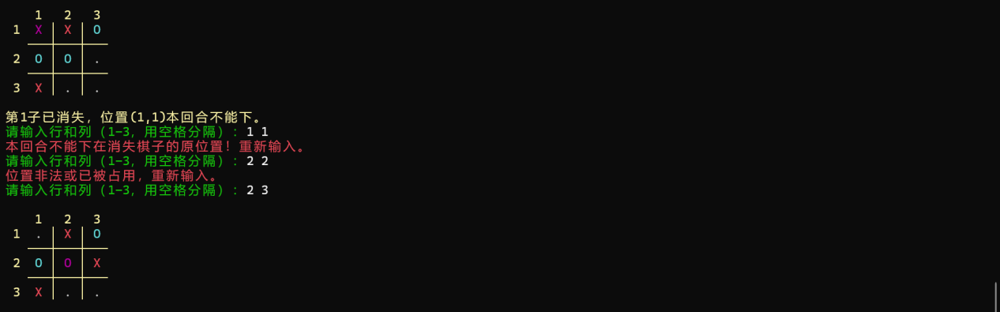 1 2 3
1 X X O
2 O O .
3 X . .
第1子已消失，位置(1,1)本回合不能下。
请输入行和列（1-3，用空格分隔）: 1 1
本回合不能下在消失棋子的原位置! 重新输入。
请输入行和列（1-3，用空格分隔）: 2 2
位置非法或已被占用，重新输入。
请输入行和列（1-3，用空格分隔）: 2 3
1 2 3
1 . X O
2 O O X
3 X . .